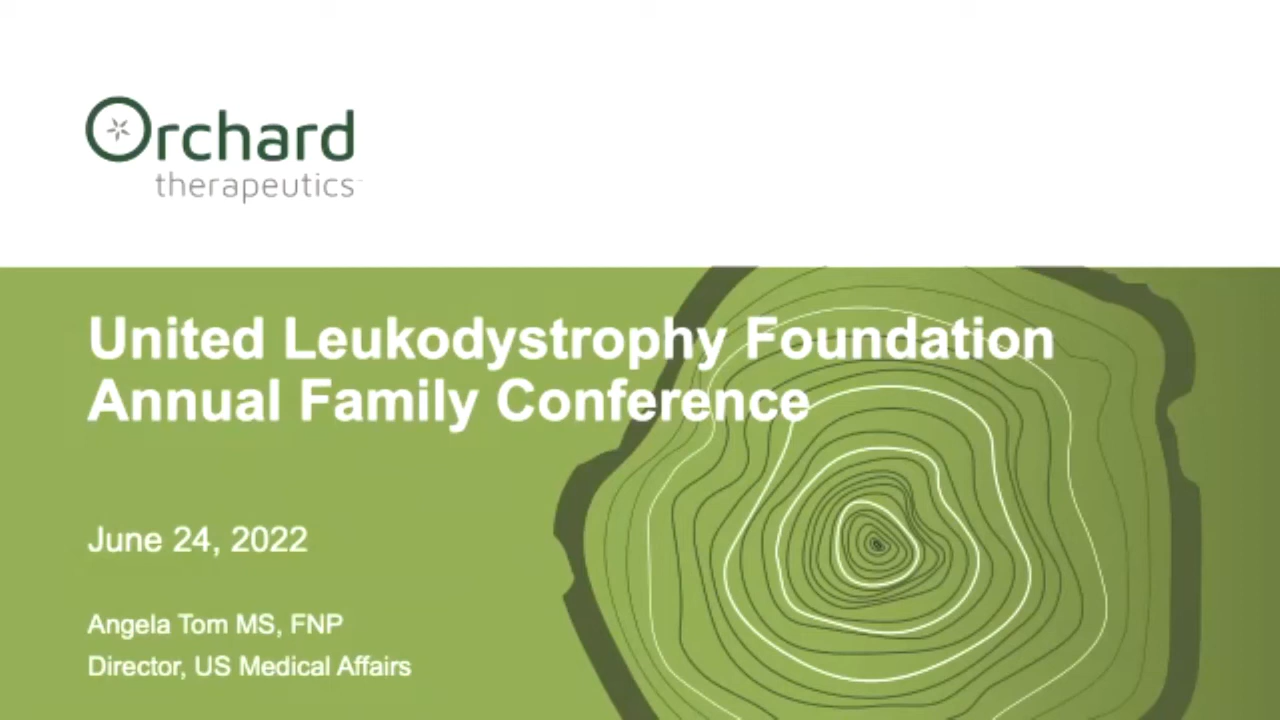 Orchard
therapeutics
United Leukodystrophy Foundation
Annual Family Conference
June 24, 2022
Angela Tom MS, FNP
Director, US Medical Affairs